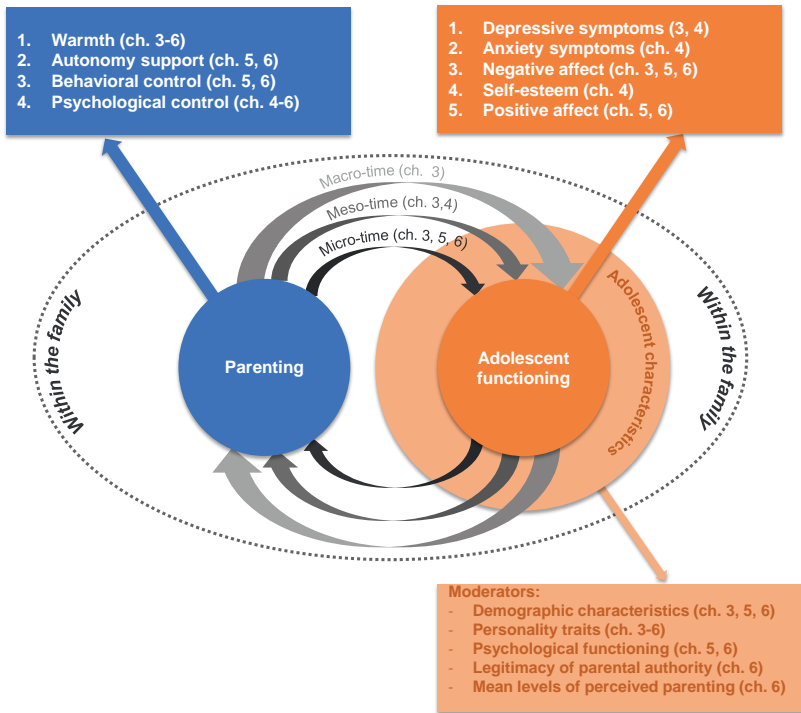 1. Warmth (ch. 3-6)
2. Autonomy support (ch. 5, 6)
3. Behavioral control (ch. 5, 6)
4. Psychological control (ch. 4-6)
1. Depressive symptoms (3, 4)
2. Anxiety symptoms (ch. 4)
3. Negative affect (ch. 3, 5, 6)
4. Self-esteem (ch. 4)
5. Positive affect (ch. 5, 6)
Macro-time (ch. 3)
Meso-time (ch. 3,4)
Micro-time (ch. 3, 5, 6)
Within the family
Parenting
Adolescent
functioning
Adolescent characteristics
Within the family
Moderators:
- Demographic characteristics (ch. 3, 5, 6)
- Personality traits (ch. 3-6)
- Psychological functioning (ch. 5, 6)
- Legitimacy of parental authority (ch. 6)
- Mean levels of perceived parenting (ch. 6)